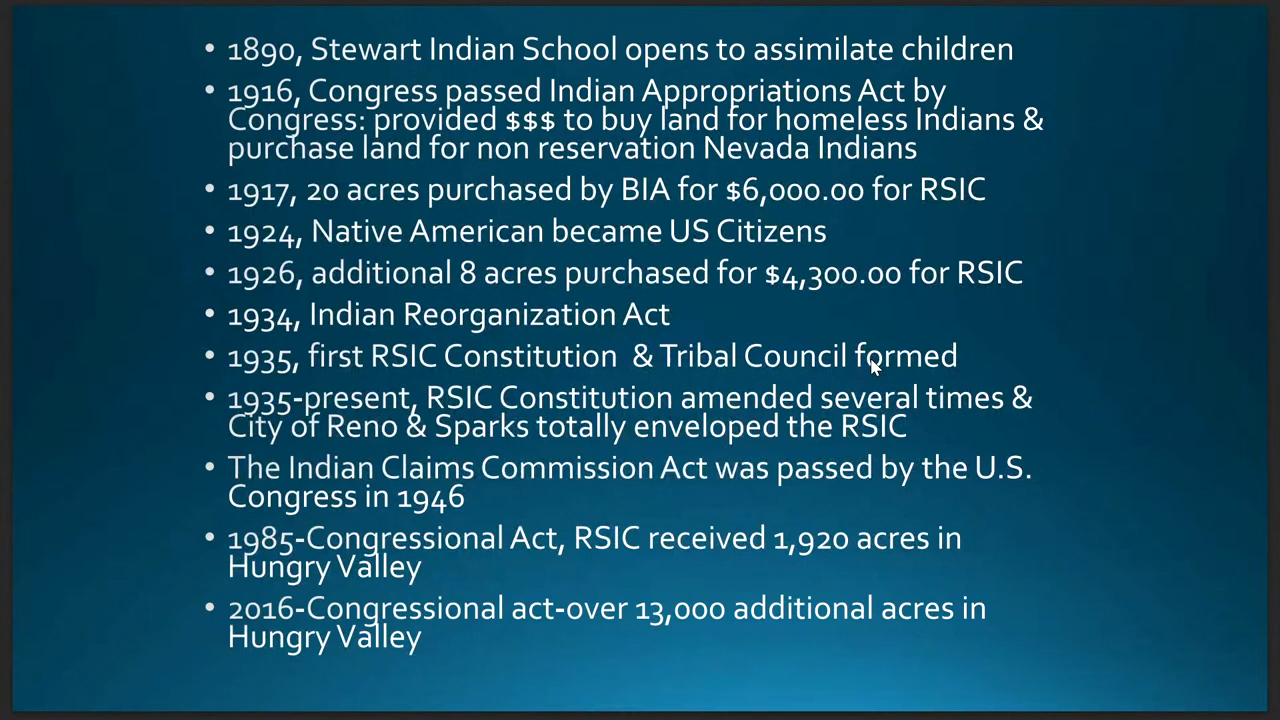 • 1890, Stewart Indian School opens to assimilate children
• 1916, Congress passed Indian Appropriations Act by
Congress: provided $$$ to buy land for homeless Indians &
purchase land for non reservation Nevada Indians
• 1917, 20 acres purchased by BIA for $6,000.00 for RSIC
• 1924, Native American became US Citizens
• 1926, additional 8 acres purchased for $4,300.00 for RSIC
• 1934, Indian Reorganization Act
• 1935, first RSIC Constitution & Tribal Council formed
• 1935-present, RSIC Constitution amended several times &
City of Reno & Sparks totally enveloped the RSIC
• The Indian Claims Commission Act was passed by the U.S.
Congress in 1946
• 1985-Congressional Act, RSIC received 1,920 acres in
Hungry Valley
• 2016-Congressional act-over 13,000 additional acres in
Hungry Valley